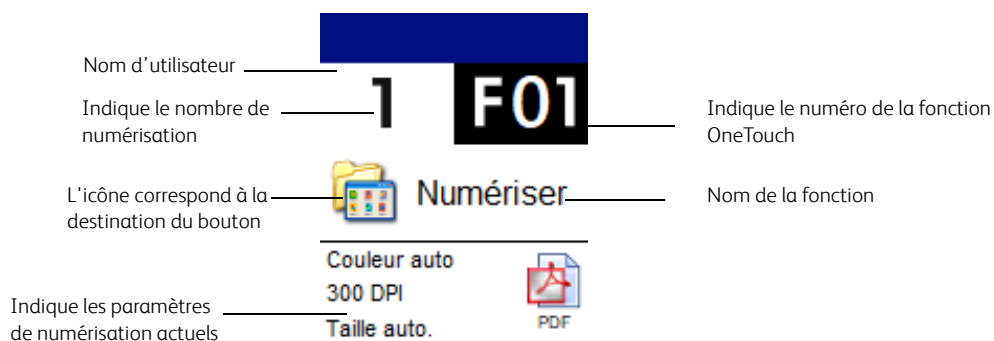 Nom d’utilisateur
Indique le nombre de
numérisation
1
F01
Indique le numéro de la fonction
OneTouch
L'icône correspond à la
destination du bouton
Numériser
Nom de la fonction
Couleur auto
300 DPI
Taille auto.
PDF
Indique les paramètres
de numérisation actuels